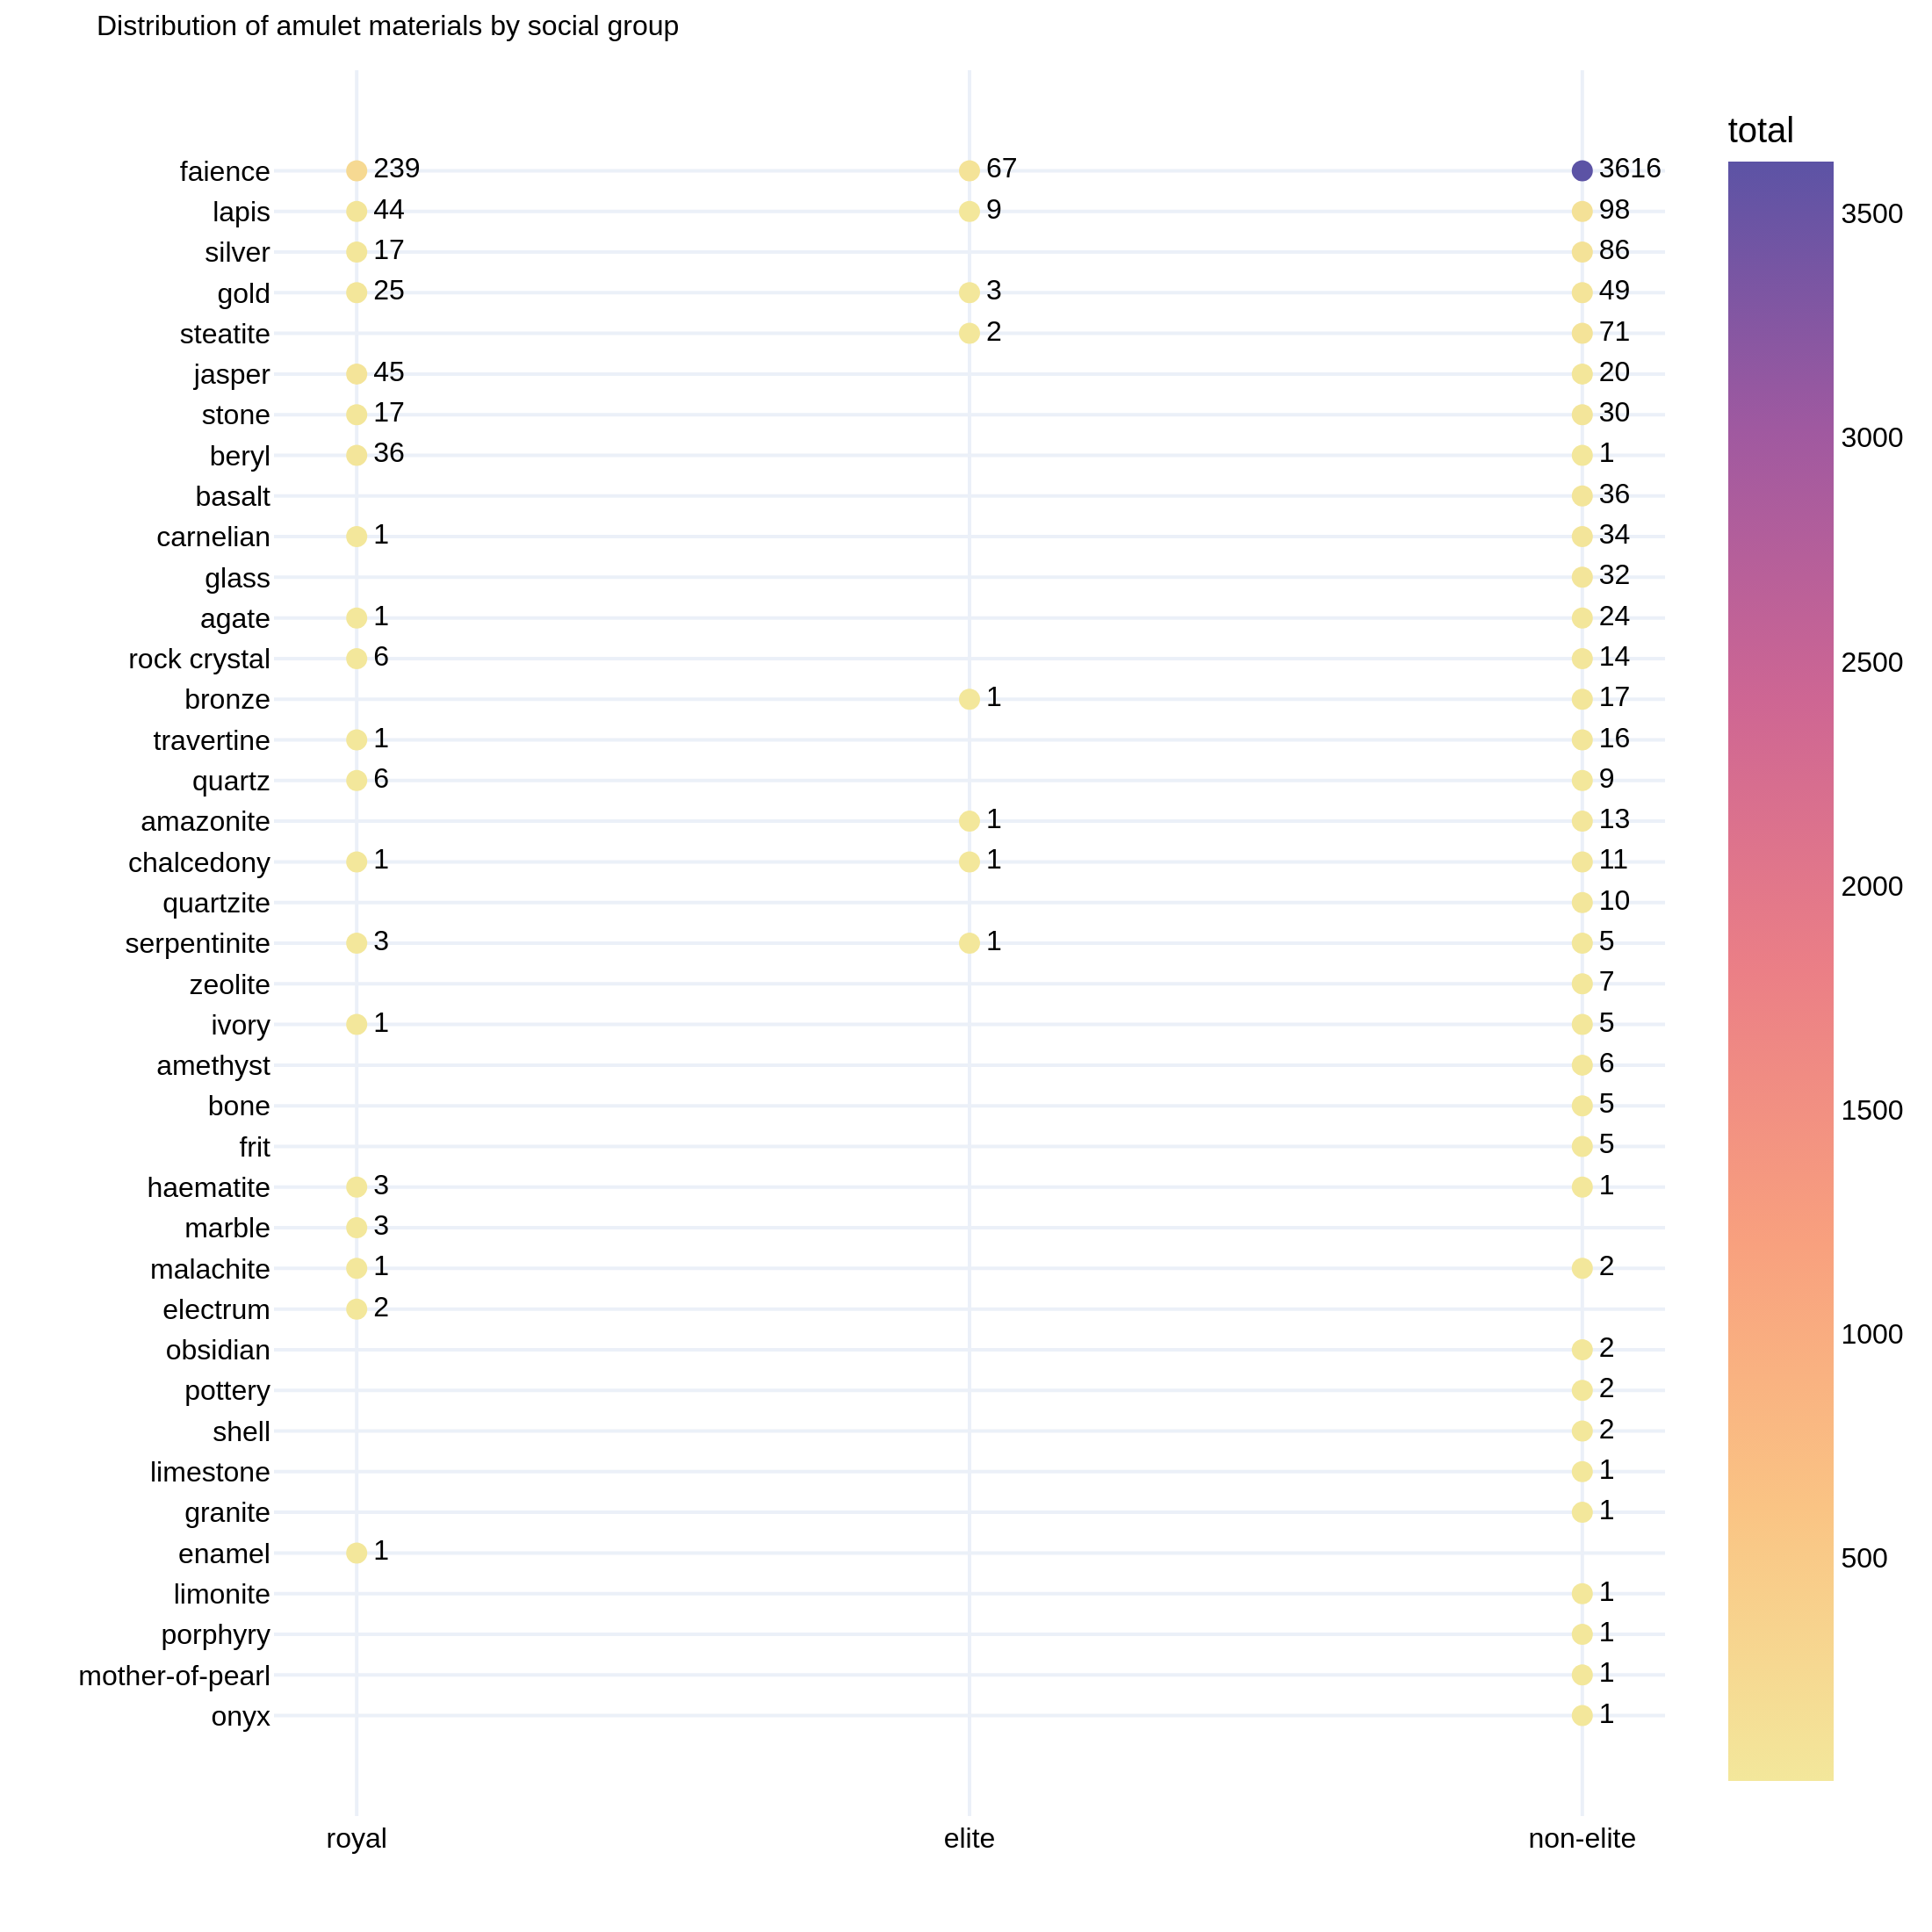 Distribution of amulet materials by social group
total
faience 239 67 3616
3500
lapis 44 9 98
silver 17 86
gold 25 3 49
steatite 2 71
jasper 45 20
stone 17 30
3000
beryl 36 1
basalt 36
carnelian 1 34
glass 32
agate 1 24
rock crystal 6 14
2500
bronze 1 17
travertine 1 16
quartz 6 9
amazonite 1 13
chalcedony 1 1 11
2000
quartzite 10
serpentinite 3 1 5
zeolite 7
ivory 1 5
amethyst 6
bone 5
1500
frit 5
haematite 3 1
marble 3
malachite 1 2
electrum 2
1000
obsidian 2
pottery 2
shell 2
limestone 1
granite 1
enamel 1
500
limonite 1
porphyry 1
mother-of-pearl 1
onyx 1
royal elite non-elite